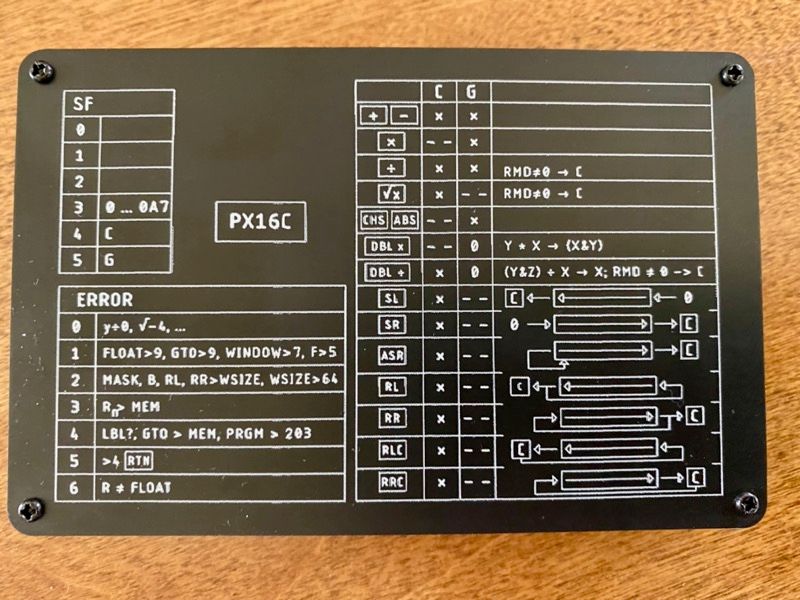 SF
0
1
2
3 0 ... 0A7
4 C
5 G
PX16C
ERROR
0 y÷0, √-4, ...
1 FLOAT>9, GTO>9, WINDOW>7, F>5
2 MASK, B, RL, RR>WSIZE, WSIZE>64
3 Rn> MEM
4 LBL?, GTO > MEM, PRGM > 203
5 >4 RTN
6 R ≠ FLOAT
C G
+ - × ×
× -- ×
÷ × × RMD≠0 → C
√x × -- RMD≠0 → C
CHS ABS -- ×
DBL x -- 0 Y * X → (X&Y)
DBL ÷ × 0 (Y&Z) ÷ X → X; RMD ≠ 0 -> C
SL × -- C ← ← 0
SR × -- 0 → → C
ASR × -- → C
RL × -- C ←
RR × -- → C
RLC × -- C ←
RRC × -- → C